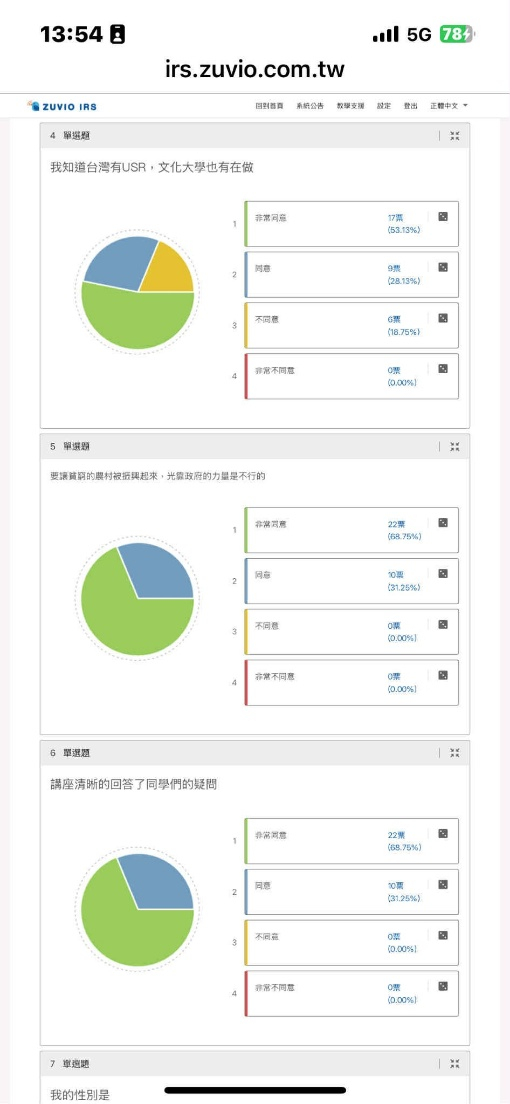 13:54
5G 78
irs.zuvio.com.tw
ZUVIO IRS 回到首頁 系統公告 教學支援 設定 登出 正體中文
4 單選題
我知道台灣有USR，文化大學也有在做
1 非常同意 17票
(53.13%)
2 同意 9票
(28.13%)
3 不同意 6票
(18.75%)
4 非常不同意 0票
(0.00%)
5 單選題
要讓貧窮的農村被振興起來，光靠政府的力量是不行的
1 非常同意 22票
(68.75%)
2 同意 10票
(31.25%)
3 不同意 0票
(0.00%)
4 非常不同意 0票
(0.00%)
6 單選題
講座清晰的回答了同學們的疑問
1 非常同意 22票
(68.75%)
2 同意 10票
(31.25%)
3 不同意 0票
(0.00%)
4 非常不同意 0票
(0.00%)
7 單選題
我的性別是